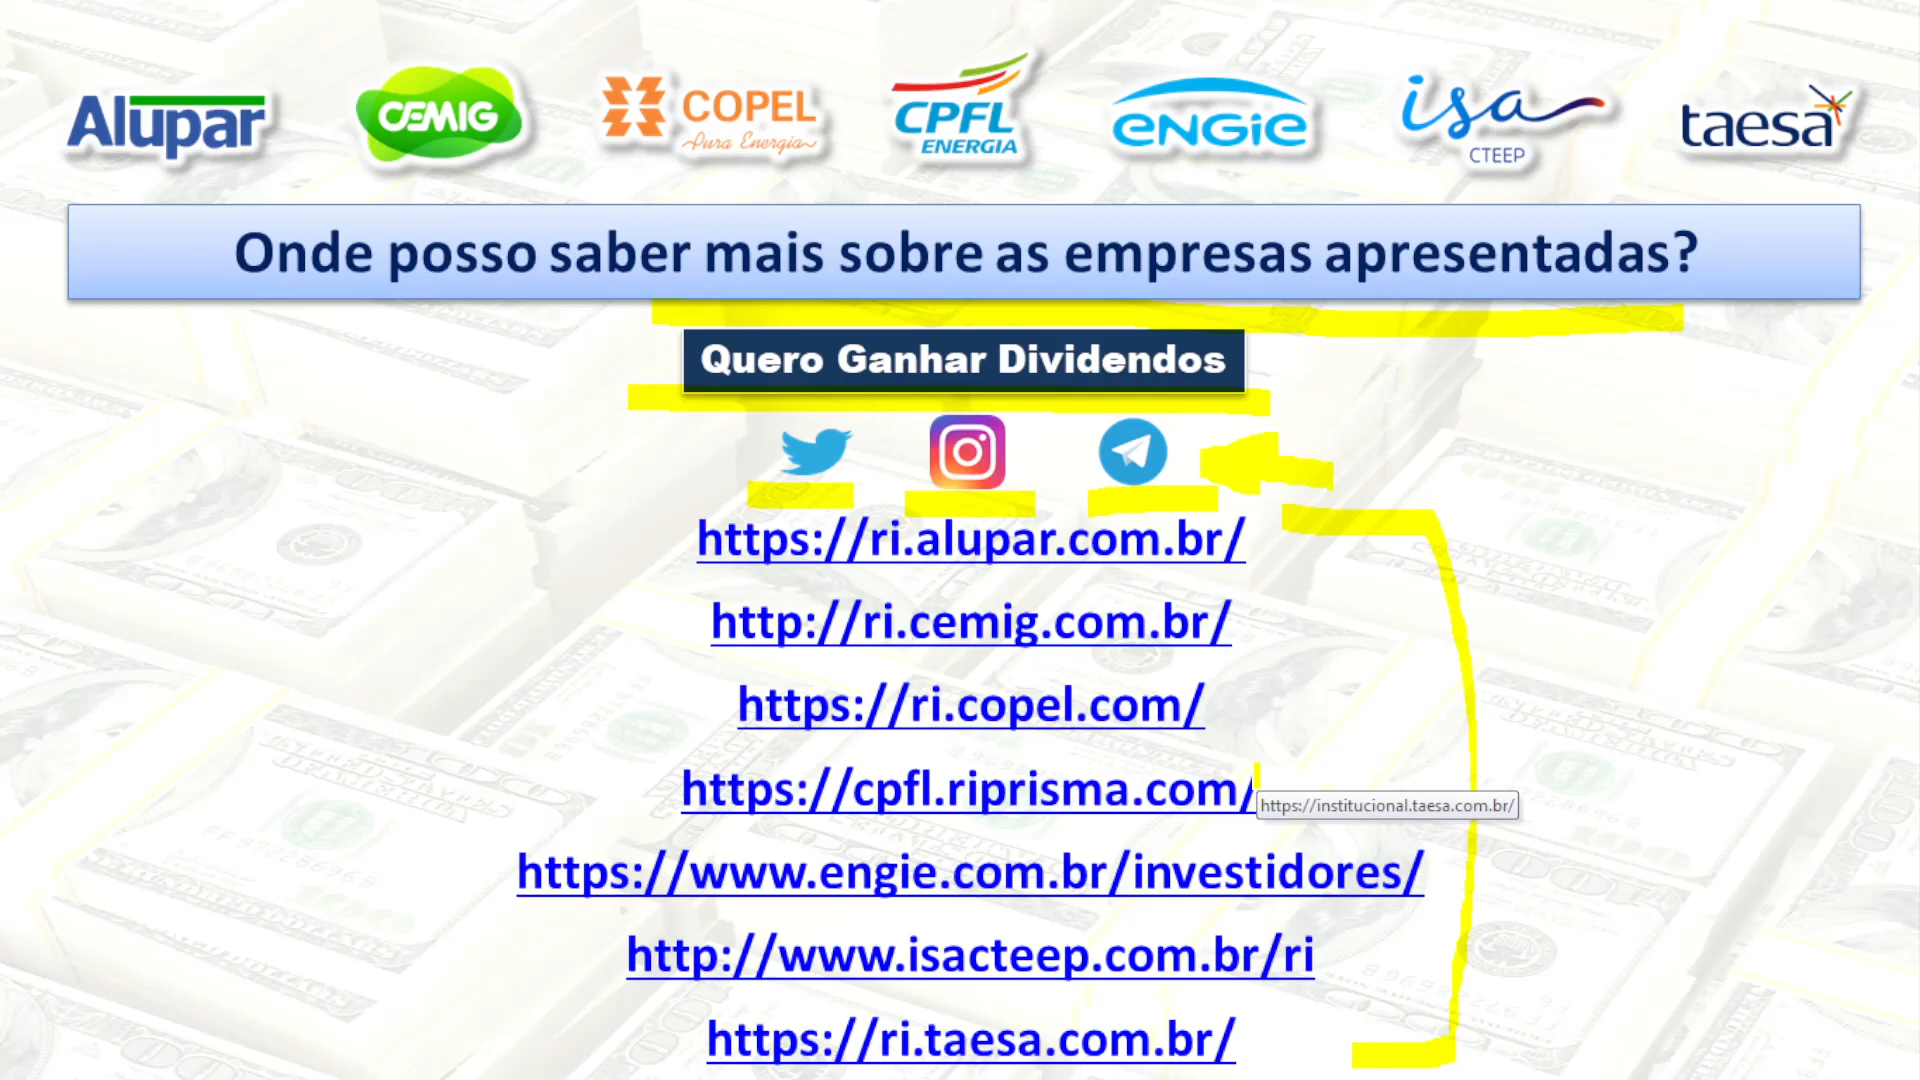 Alupar CEMIG COPEL CPFL eNGie isa taesa
Pura Energia ENERGIA CTEEP
Onde posso saber mais sobre as empresas apresentadas?
Quero Ganhar Dividendos
https://ri.alupar.com.br/
http://ri.cemig.com.br/
https://ri.copel.com/
https://cpfl.riprisma.com/
https://institucional.taesa.com.br/
https://www.engie.com.br/investidores/
http://www.isacteep.com.br/ri
https://ri.taesa.com.br/